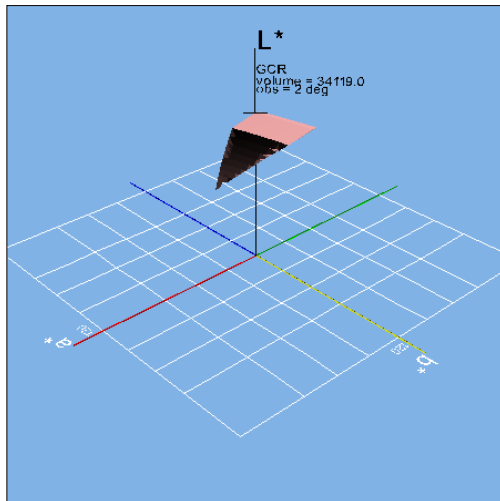 L*
GCR
volume = 34119.0
obs = 2 deg
a*
b*